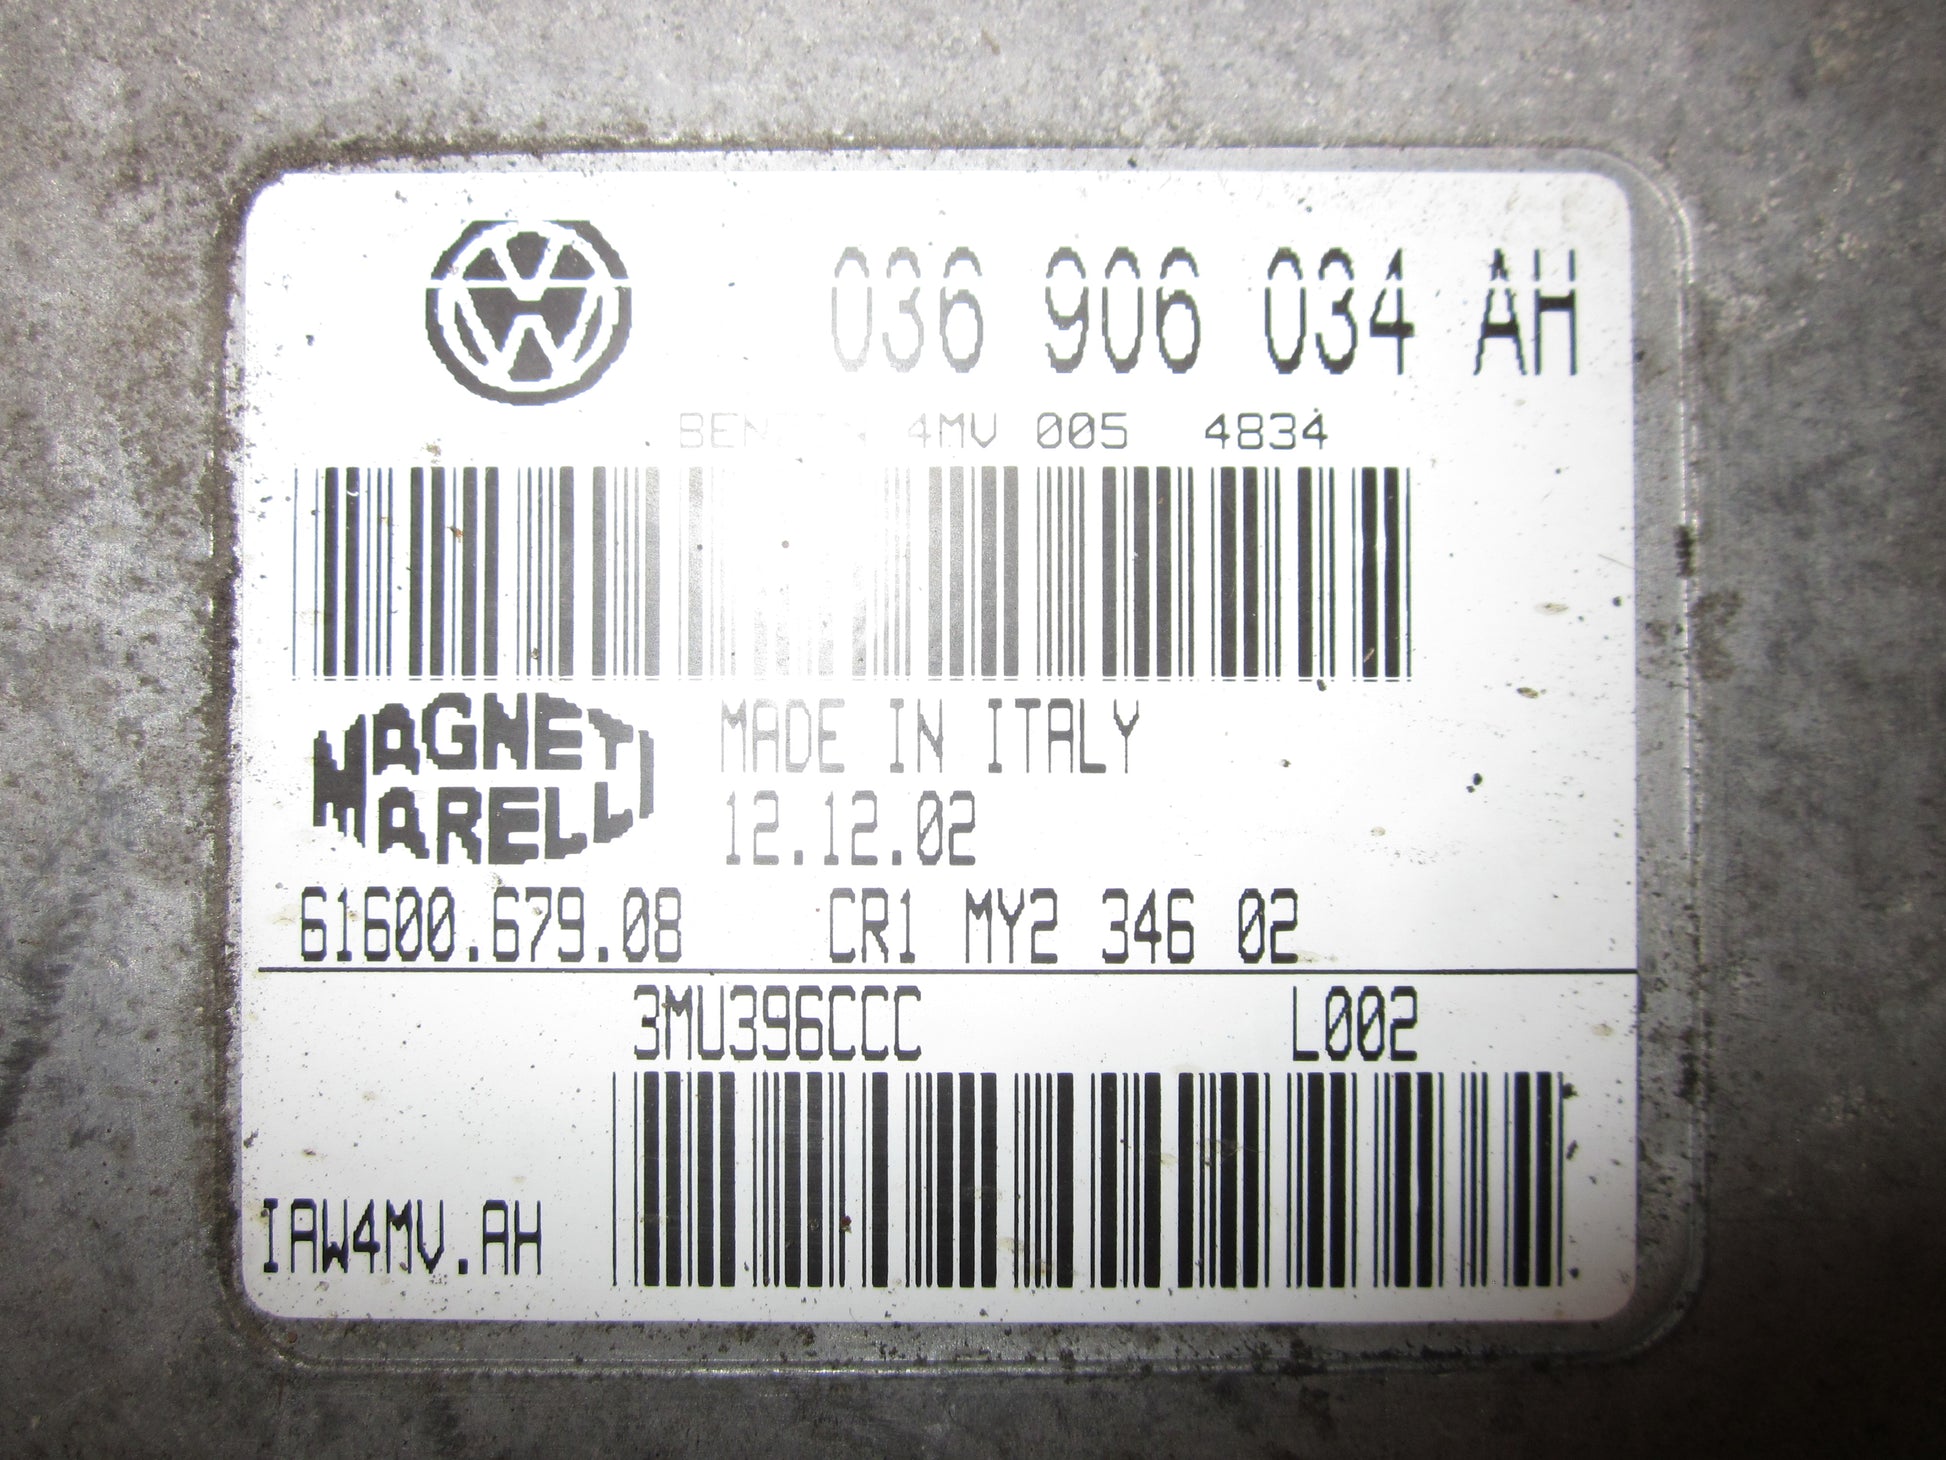 036 906 034 AH
4MV 005 4834
MAGNETI MARELLI
MADE IN ITALY
12.12.02
61600.679.08 CR1 MY2 346 02
3MU396CCC L002
IAW4MV.AH